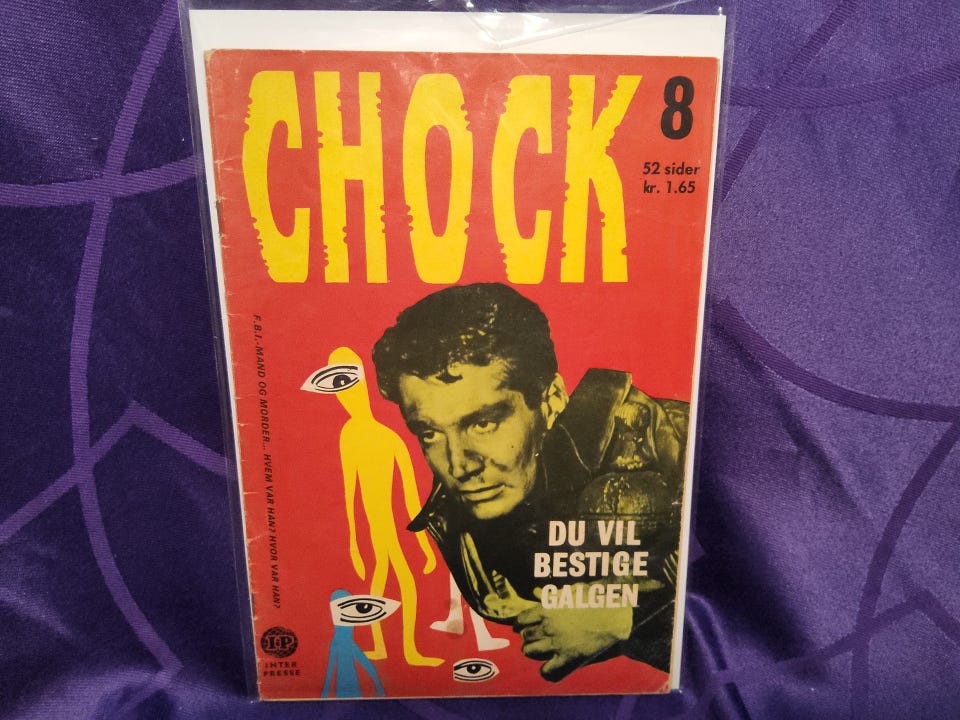 CHOCK
8
52 sider
kr. 1.65
F.B.I.-MAND OG MORDER... HVEM VAR HAN? HVOR VAR HAN?
DU VIL
BESTIGE
GALGEN
I·P
INTER
PRESSE